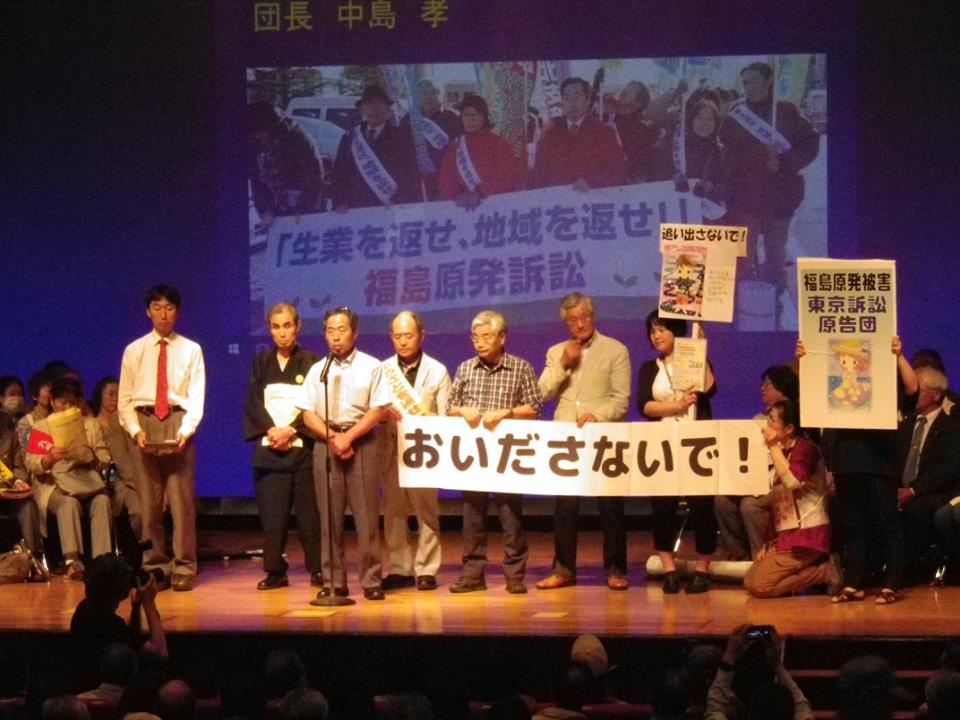 団長 中島 孝
「生業を返せ、地域を返せ！」
福島原発訴訟
追い出さないで！
福島原発被害
東京訴訟
原告団
おいださないで！